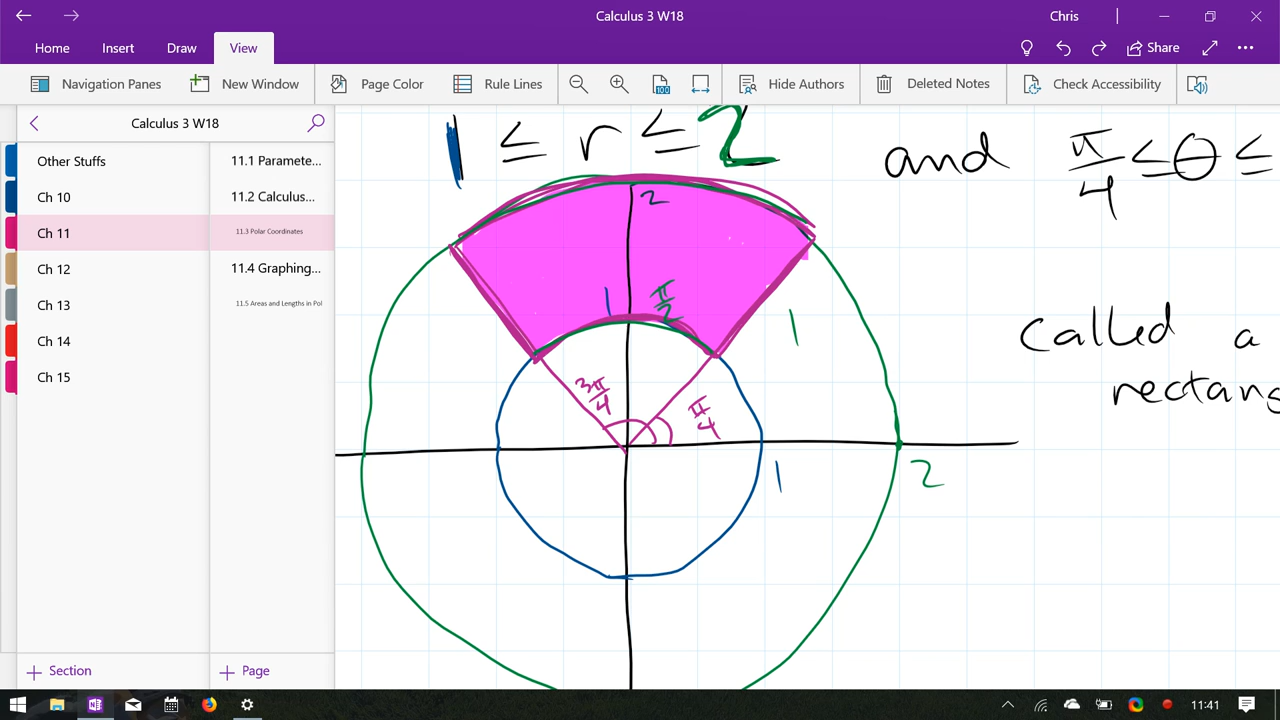 Calculus 3 W18
Chris
Home Insert Draw View
Share
Navigation Panes New Window Page Color Rule Lines 100 Hide Authors Deleted Notes Check Accessibility
Calculus 3 W18
Other Stuffs
Ch 10
Ch 11
Ch 12
Ch 13
Ch 14
Ch 15
11.1 Paramete...
11.2 Calculus...
11.3 Polar Coordinates
11.4 Graphing...
11.5 Areas and Lengths in Pol
+ Section
+ Page
1 ≤ r ≤ 2 and π/4 ≤ θ ≤
2
1 π/2
1
called a
rectang
3π/4 π/4
1 2
11:41